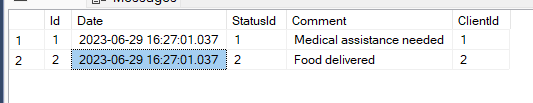 Messages
Id Date StatusId Comment ClientId
1 1 2023-06-29 16:27:01.037 1 Medical assistance needed 1
2 2 2023-06-29 16:27:01.037 2 Food delivered 2